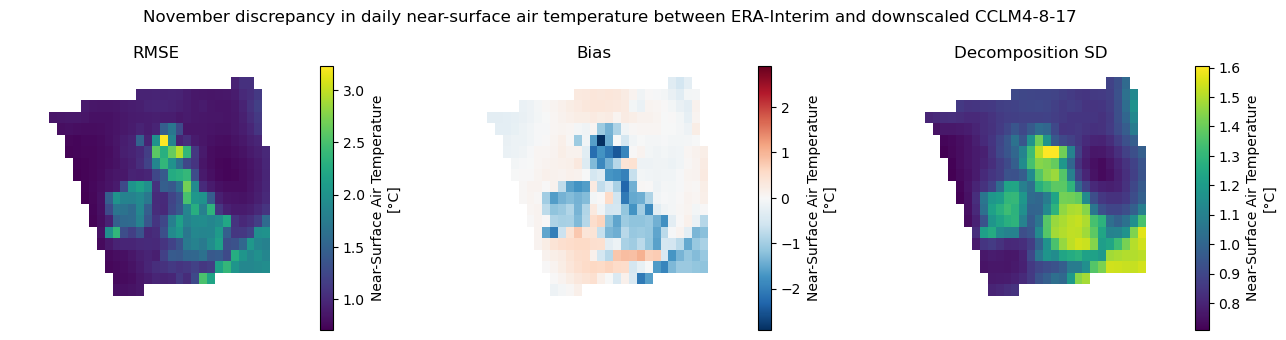 November discrepancy in daily near-surface air temperature between ERA-Interim and downscaled CCLM4-8-17
RMSE
3.0
2.5
2.0
1.5
1.0
Near-Surface Air Temperature
[°C]
Bias
2
1
0
−1
−2
Near-Surface Air Temperature
[°C]
Decomposition SD
1.6
1.5
1.4
1.3
1.2
1.1
1.0
0.9
0.8
Near-Surface Air Temperature
[°C]